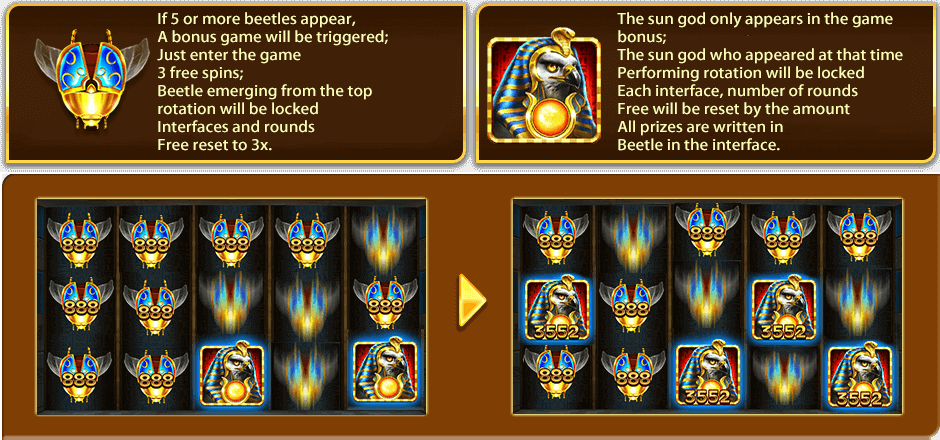 If 5 or more beetles appear,
A bonus game will be triggered;
Just enter the game
3 free spins;
Beetle emerging from the top
rotation will be locked
Interfaces and rounds
Free reset to 3x.
The sun god only appears in the game
bonus;
The sun god who appeared at that time
Performing rotation will be locked
Each interface, number of rounds
Free will be reset by the amount
All prizes are written in
Beetle in the interface.
888 888 888 888
888 888 888
888 888
888 888 888 888
3552 3552
888 888 3552 3552